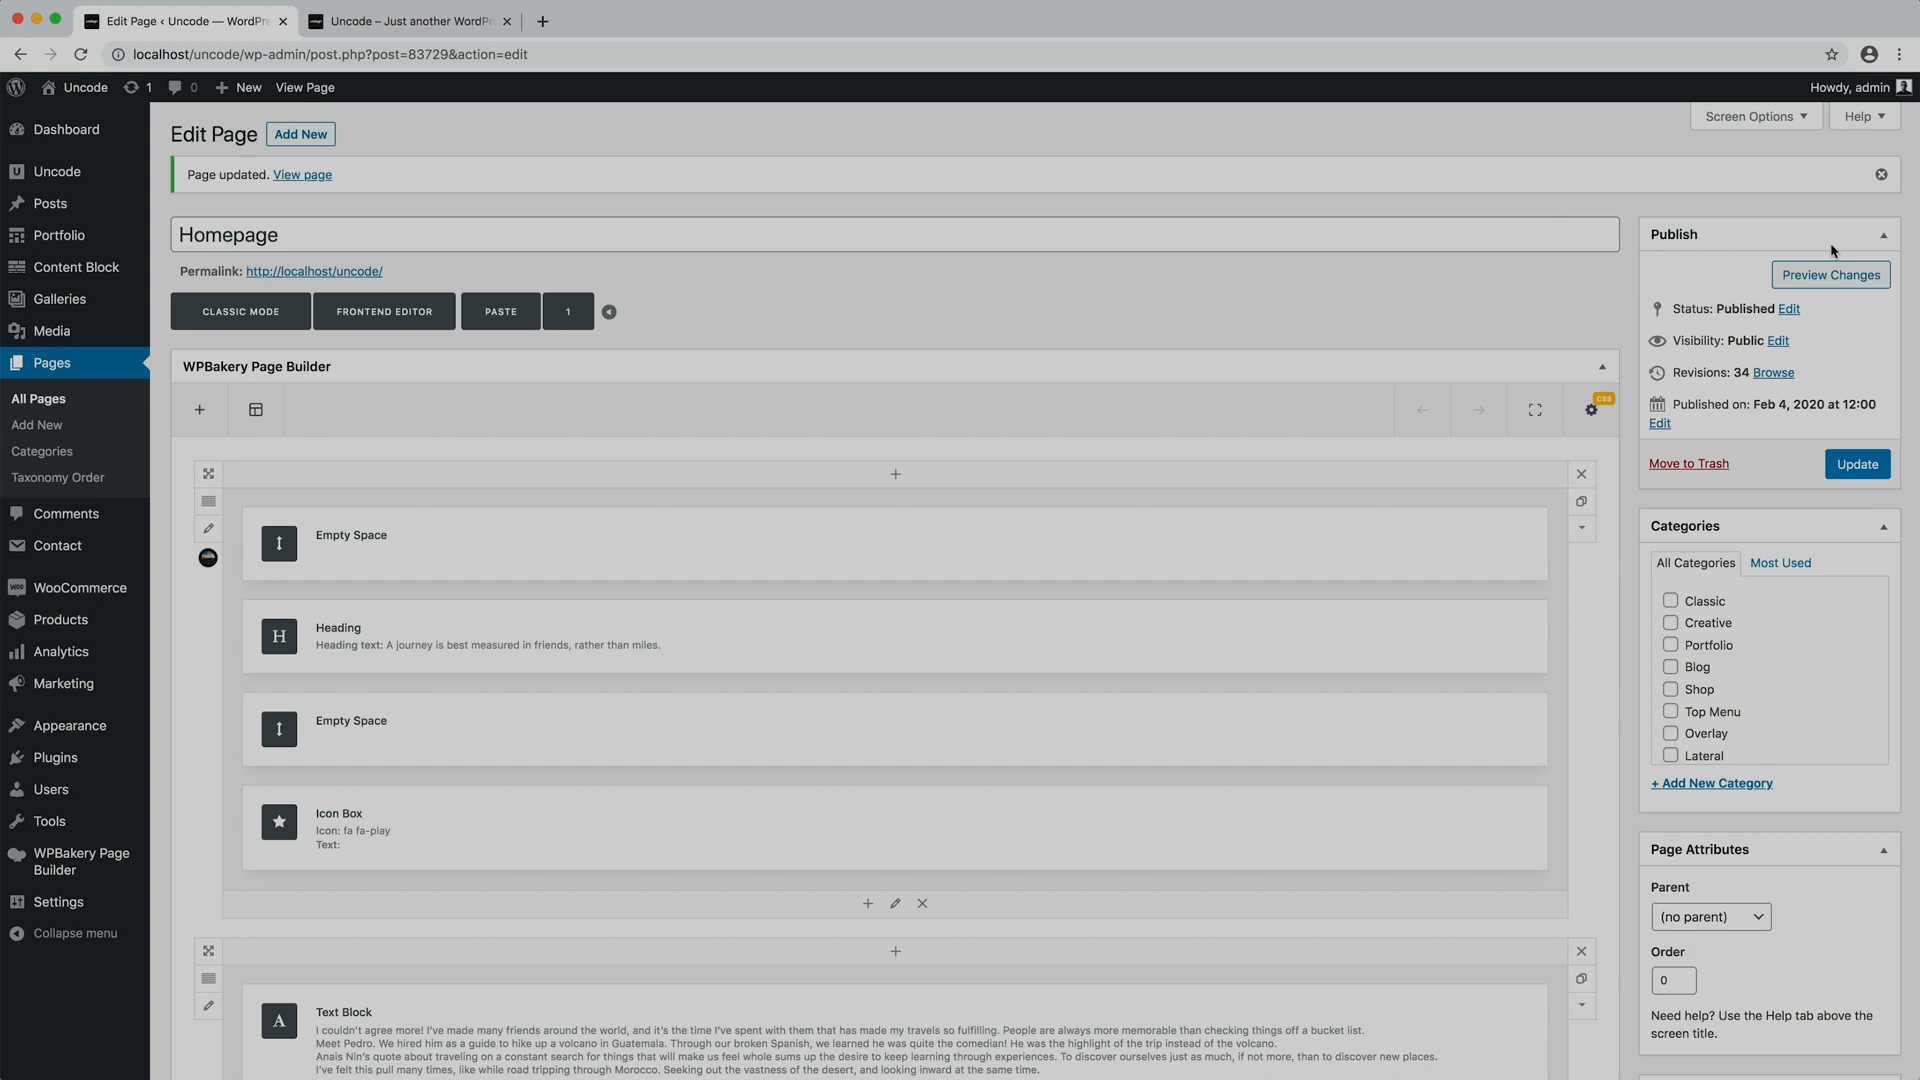 Edit Page ‹ Uncode — WordPre
Uncode – Just another WordPr
localhost/uncode/wp-admin/post.php?post=83729&action=edit
Uncode
1
0
New
View Page
Howdy, admin
Dashboard
Uncode
Posts
Portfolio
Content Block
Galleries
Media
Pages
All Pages
Add New
Categories
Taxonomy Order
Comments
Contact
WooCommerce
Products
Analytics
Marketing
Appearance
Plugins
Users
Tools
WPBakery Page
Builder
Settings
Collapse menu
Screen Options
Help
Edit Page
Add New
Page updated. View page
Homepage
Permalink: http://localhost/uncode/
CLASSIC MODE
FRONTEND EDITOR
PASTE
1
WPBakery Page Builder
CSS
Empty Space
Heading
Heading text: A journey is best measured in friends, rather than miles.
Empty Space
Icon Box
Icon: fa fa-play
Text:
Text Block
I couldn't agree more! I've made many friends around the world, and it's the time I've spent with them that has made my travels so fulfilling. People are always more memorable than checking things off a bucket list.
Meet Pedro. We hired him as a guide to hike up a volcano in Guatemala. Through our broken Spanish, we learned he was quite the comedian! He was the highlight of the trip instead of the volcano.
Anais Nin's quote about traveling on a constant search for things that will make us feel whole sums up the desire to keep learning through experiences. To discover ourselves just as much, if not more, than to discover new places.
I've felt this pull many times, like while road tripping through Morocco. Seeking out the vastness of the desert, and looking inward at the same time.
Publish
Preview Changes
Status: Published Edit
Visibility: Public Edit
Revisions: 34 Browse
Published on: Feb 4, 2020 at 12:00
Edit
Move to Trash
Update
Categories
All Categories
Most Used
Classic
Creative
Portfolio
Blog
Shop
Top Menu
Overlay
Lateral
+ Add New Category
Page Attributes
Parent
(no parent)
Order
0
Need help? Use the Help tab above the
screen title.